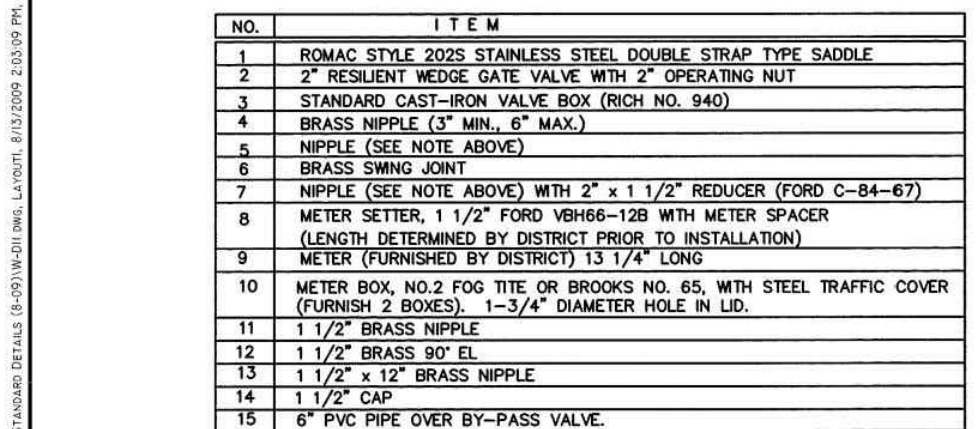 STANDARD DETAILS (8-09)\W-D11.DWG, LAYOUT1, 8/13/2009 2:03:09 PM,
NO. ITEM
1 ROMAC STYLE 202S STAINLESS STEEL DOUBLE STRAP TYPE SADDLE
2 2" RESILIENT WEDGE GATE VALVE WITH 2" OPERATING NUT
3 STANDARD CAST-IRON VALVE BOX (RICH NO. 940)
4 BRASS NIPPLE (3" MIN., 6" MAX.)
5 NIPPLE (SEE NOTE ABOVE)
6 BRASS SWING JOINT
7 NIPPLE (SEE NOTE ABOVE) WITH 2" x 1 1/2" REDUCER (FORD C-84-67)
8 METER SETTER, 1 1/2" FORD VBH66-12B WITH METER SPACER
(LENGTH DETERMINED BY DISTRICT PRIOR TO INSTALLATION)
9 METER (FURNISHED BY DISTRICT) 13 1/4" LONG
10 METER BOX, NO.2 FOG TITE OR BROOKS NO. 65, WITH STEEL TRAFFIC COVER
(FURNISH 2 BOXES). 1-3/4" DIAMETER HOLE IN LID.
11 1 1/2" BRASS NIPPLE
12 1 1/2" BRASS 90° EL
13 1 1/2" x 12" BRASS NIPPLE
14 1 1/2" CAP
15 6" PVC PIPE OVER BY-PASS VALVE.